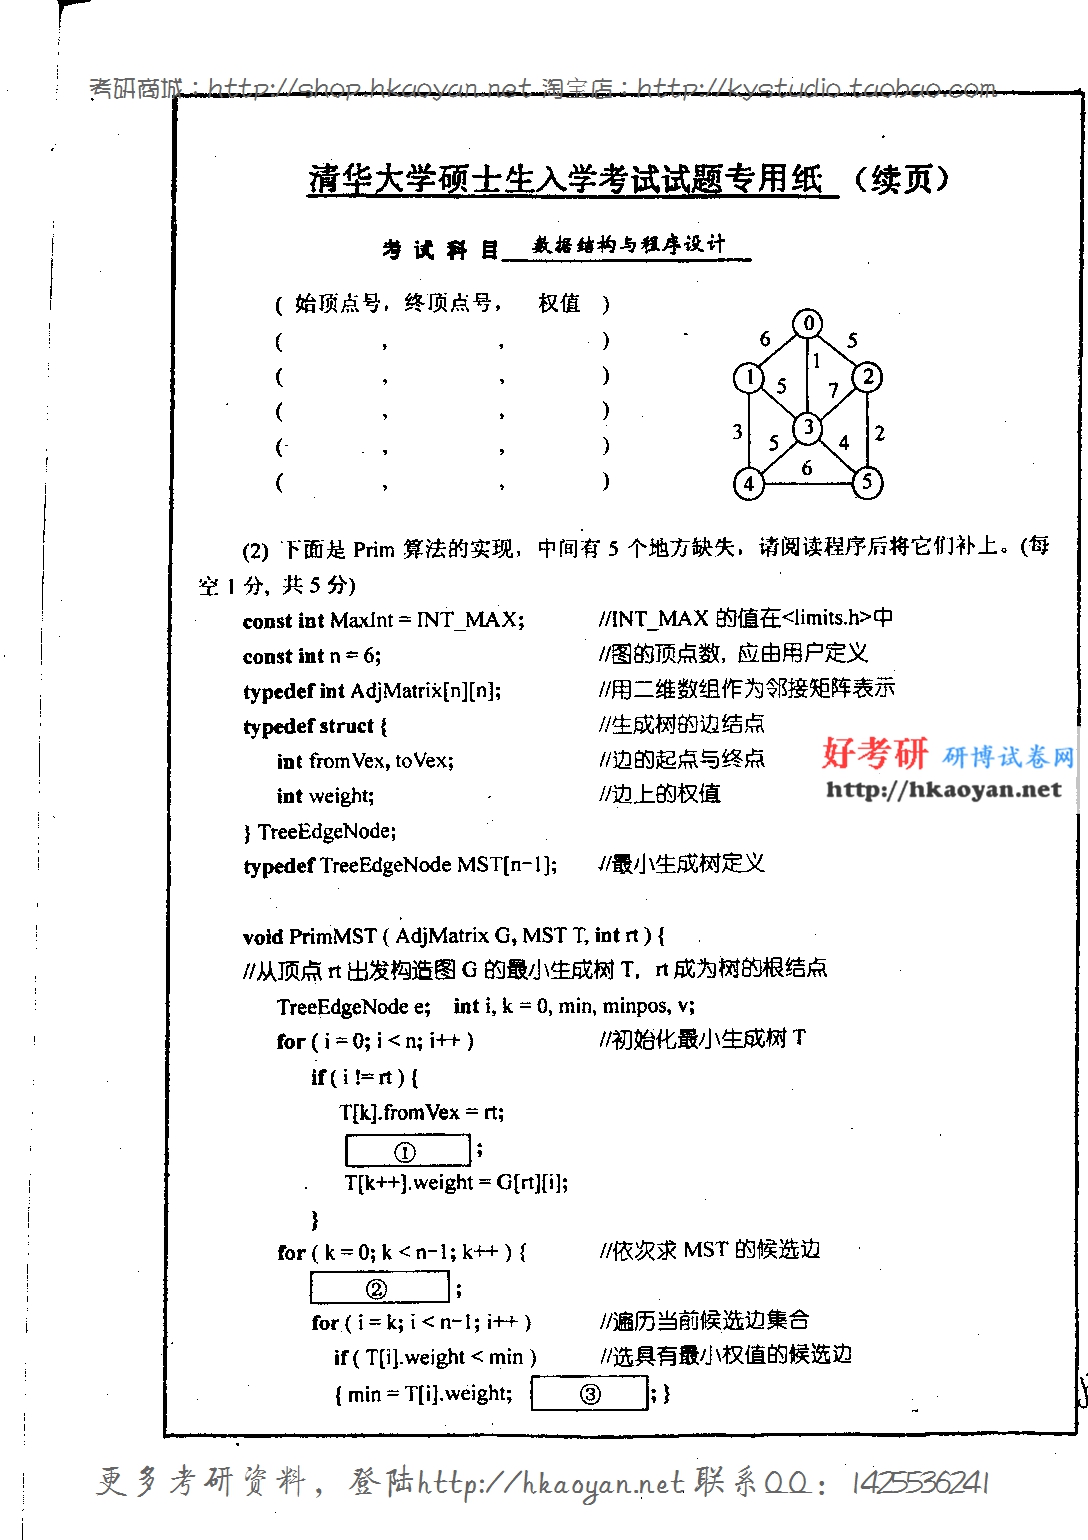 考研商城:http://shop.hkaoyan.net 淘宝店:http://kystudio.taobao.com
清华大学硕士生入学考试试题专用纸 (续页)
考试科目 数据结构与程序设计
( 始顶点号, 终顶点号, 权值 )
( , , )
( , , )
( , , )
( , , )
( , , )
0
6 5
1
1 2
5 7
3
3 2
5 4
6
4 5
(2) 下面是 Prim 算法的实现, 中间有 5 个地方缺失, 请阅读程序后将它们补上。(每
空 1 分, 共 5 分)
const int MaxInt = INT_MAX; //INT_MAX 的值在<limits.h>中
const int n = 6; //图的顶点数, 应由用户定义
typedef int AdjMatrix[n][n]; //用二维数组作为邻接矩阵表示
typedef struct { //生成树的边结点
int fromVex, toVex; //边的起点与终点
int weight; //边上的权值
} TreeEdgeNode;
typedef TreeEdgeNode MST[n-1]; //最小生成树定义
好考研 研博试卷网
http://hkaoyan.net
void PrimMST ( AdjMatrix G, MST T, int rt ) {
//从顶点 rt 出发构造图 G 的最小生成树 T, rt 成为树的根结点
TreeEdgeNode e; int i, k = 0, min, minpos, v;
for ( i = 0; i < n; i++ ) //初始化最小生成树 T
if ( i != rt ) {
T[k].fromVex = rt;
① ;
T[k++].weight = G[rt][i];
}
for ( k = 0; k < n-1; k++ ) { //依次求 MST 的候选边
② ;
for ( i = k; i < n-1; i++ ) //遍历当前候选边集合
if ( T[i].weight < min ) //选具有最小权值的候选边
{ min = T[i].weight; ③ ; }
更多考研资料, 登陆http://hkaoyan.net 联系QQ: 1425536241